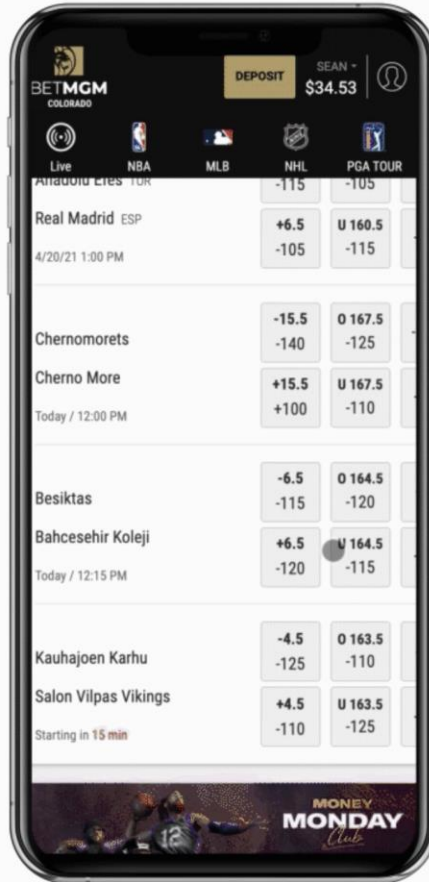 BETMGM
COLORADO
DEPOSIT
SEAN
$34.53
Live NBA MLB NHL PGA TOUR
Anadolu Efes TUR
-115 -105
Real Madrid ESP
+6.5 U 160.5
-105 -115
4/20/21 1:00 PM
-15.5 O 167.5
Chernomorets
-140 -125
Cherno More
+15.5 U 167.5
+100 -110
Today / 12:00 PM
-6.5 O 164.5
Besiktas
-115 -120
Bahcesehir Koleji
+6.5 U 164.5
-120 -115
Today / 12:15 PM
-4.5 O 163.5
Kauhajoen Karhu
-125 -110
Salon Vilpas Vikings
+4.5 U 163.5
-110 -125
Starting in 15 min
12
MONEY
MONDAY
Club